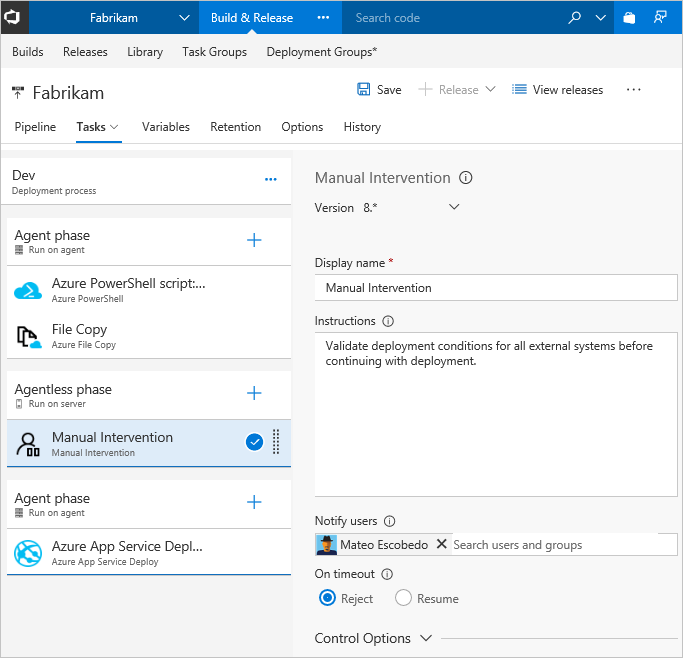 Fabrikam
Build & Release
Search code
Builds Releases Library Task Groups Deployment Groups*
Fabrikam
Save Release View releases
Pipeline Tasks Variables Retention Options History
Dev
Deployment process
Agent phase
Run on agent
Azure PowerShell script:...
Azure PowerShell
File Copy
Azure File Copy
Agentless phase
Run on server
Manual Intervention
Manual Intervention
Agent phase
Run on agent
Azure App Service Depl...
Azure App Service Deploy
Manual Intervention
Version 8.*
Display name *
Manual Intervention
Instructions
Validate deployment conditions for all external systems before
continuing with deployment.
Notify users
Mateo Escobedo Search users and groups
On timeout
Reject Resume
Control Options